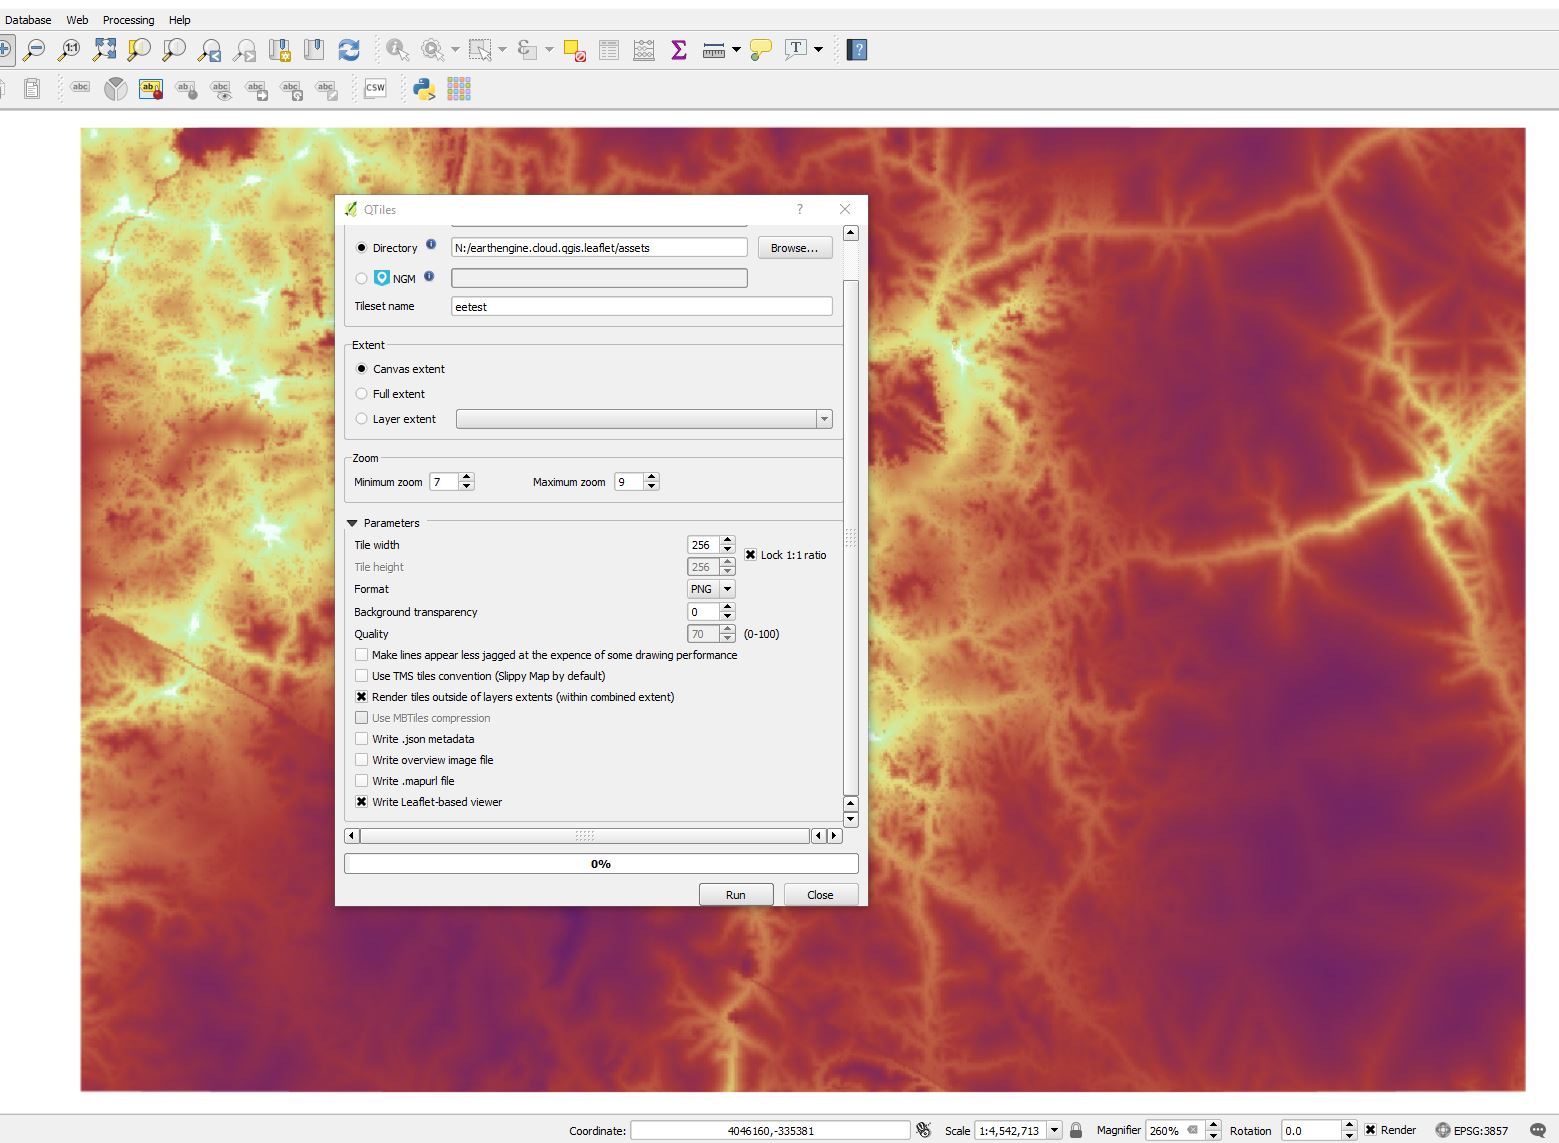 Database Web Processing Help
1:1
T
?
abc
ab
ab
abc
abc
abc
abc
CSW
QTiles
?
Directory N:/earthengine.cloud.qgis.leaflet/assets Browse...
NGM
Tileset name eetest
Extent
Canvas extent
Full extent
Layer extent
Zoom
Minimum zoom 7 Maximum zoom 9
Parameters
Tile width 256 Lock 1:1 ratio
Tile height 256
Format PNG
Background transparency 0
Quality 70 (0-100)
Make lines appear less jagged at the expence of some drawing performance
Use TMS tiles convention (Slippy Map by default)
Render tiles outside of layers extents (within combined extent)
Use MBTiles compression
Write .json metadata
Write overview image file
Write .mapurl file
Write Leaflet-based viewer
0%
Run Close
Coordinate: 4046160,-335381 Scale 1:4,542,713 Magnifier 260% Rotation 0.0 Render EPSG:3857